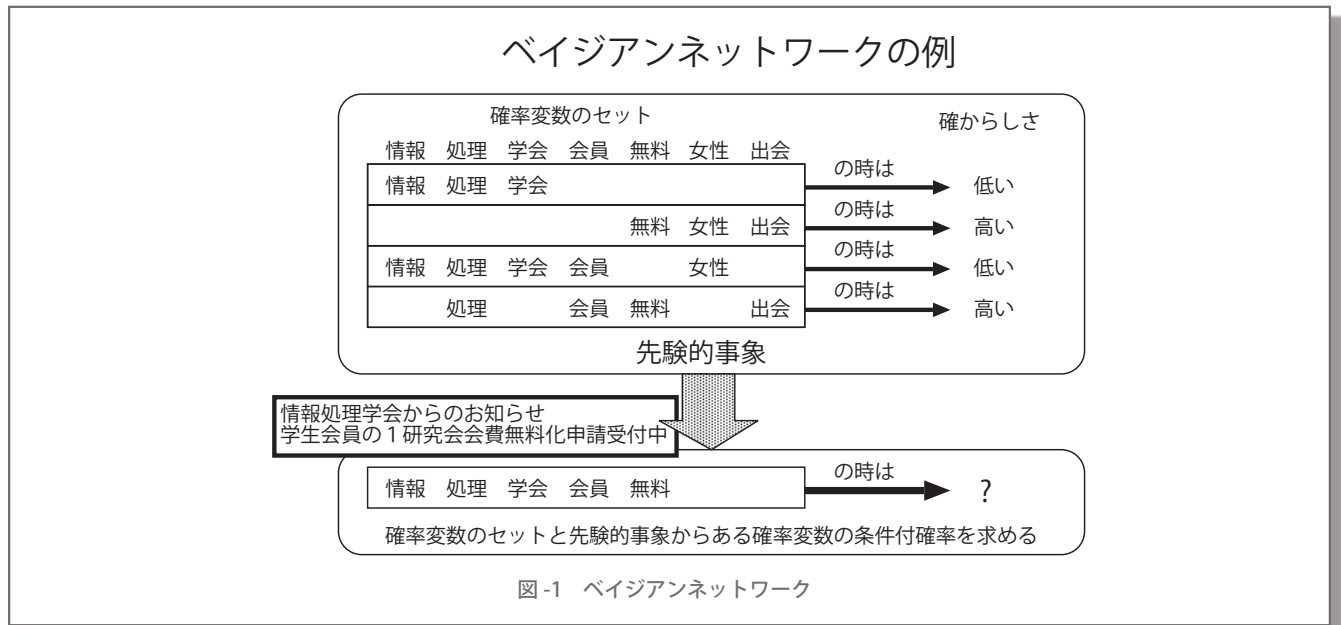 ベイジアンネットワークの例
確率変数のセット 確からしさ
情報 処理 学会 会員 無料 女性 出会
情報 処理 学会 の時は 低い
無料 女性 出会 の時は 高い
情報 処理 学会 会員 女性 の時は 低い
処理 会員 無料 出会 の時は 高い
先験的事象
情報処理学会からのお知らせ
学生会員の1研究会会費無料化申請受付中
情報 処理 学会 会員 無料 の時は ?
確率変数のセットと先験的事象からある確率変数の条件付確率を求める
図-1 ベイジアンネットワーク